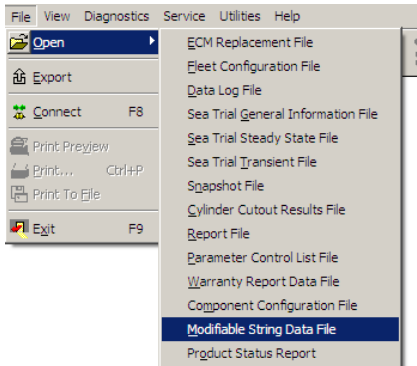 File View Diagnostics Service Utilities Help
Open
Export
Connect F8
Print Preview
Print... Ctrl+P
Print To File
Exit F9
ECM Replacement File
Fleet Configuration File
Data Log File
Sea Trial General Information File
Sea Trial Steady State File
Sea Trial Transient File
Snapshot File
Cylinder Cutout Results File
Report File
Parameter Control List File
Warranty Report Data File
Component Configuration File
Modifiable String Data File
Product Status Report